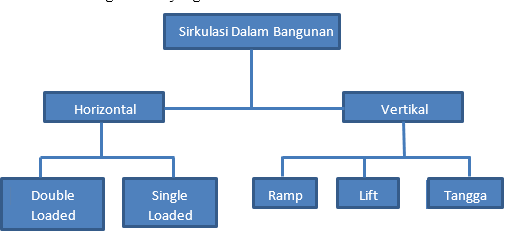 Sirkulasi Dalam Bangunan
Horizontal
Vertikal
Double
Loaded
Single
Loaded
Ramp
Lift
Tangga